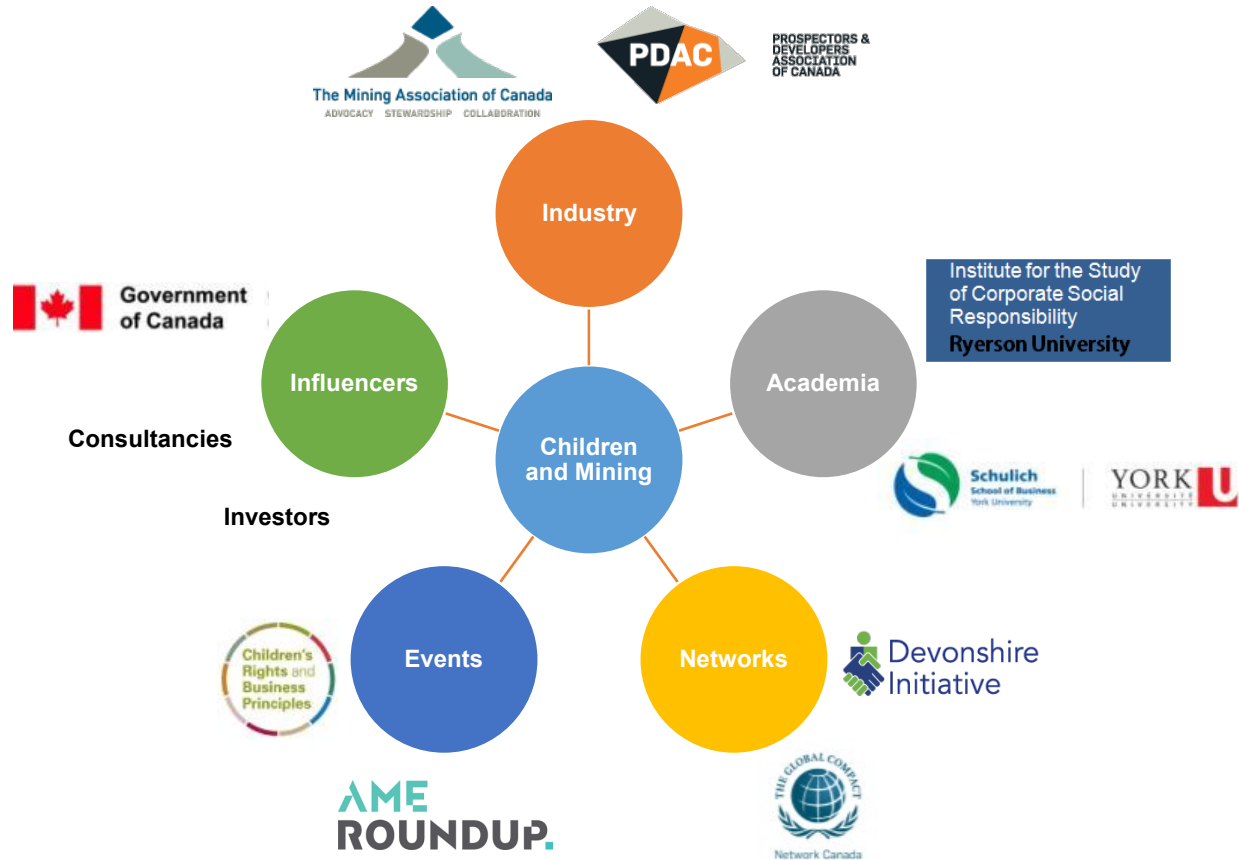 The Mining Association of Canada
ADVOCACY STEWARDSHIP COLLABORATION
PDAC
PROSPECTORS &
DEVELOPERS
ASSOCIATION
OF CANADA
Industry
Government
of Canada
Influencers
Consultancies
Investors
Children
and Mining
Academia
Institute for the Study
of Corporate Social
Responsibility
Ryerson University
Schulich
School of Business
York University
YORK
UNIVERSITÉ
UNIVERSITY
U
Events
Children's
Rights and
Business
Principles
AME
ROUNDUP.
Networks
Devonshire
Initiative
THE GLOBAL COMPACT
Network Canada